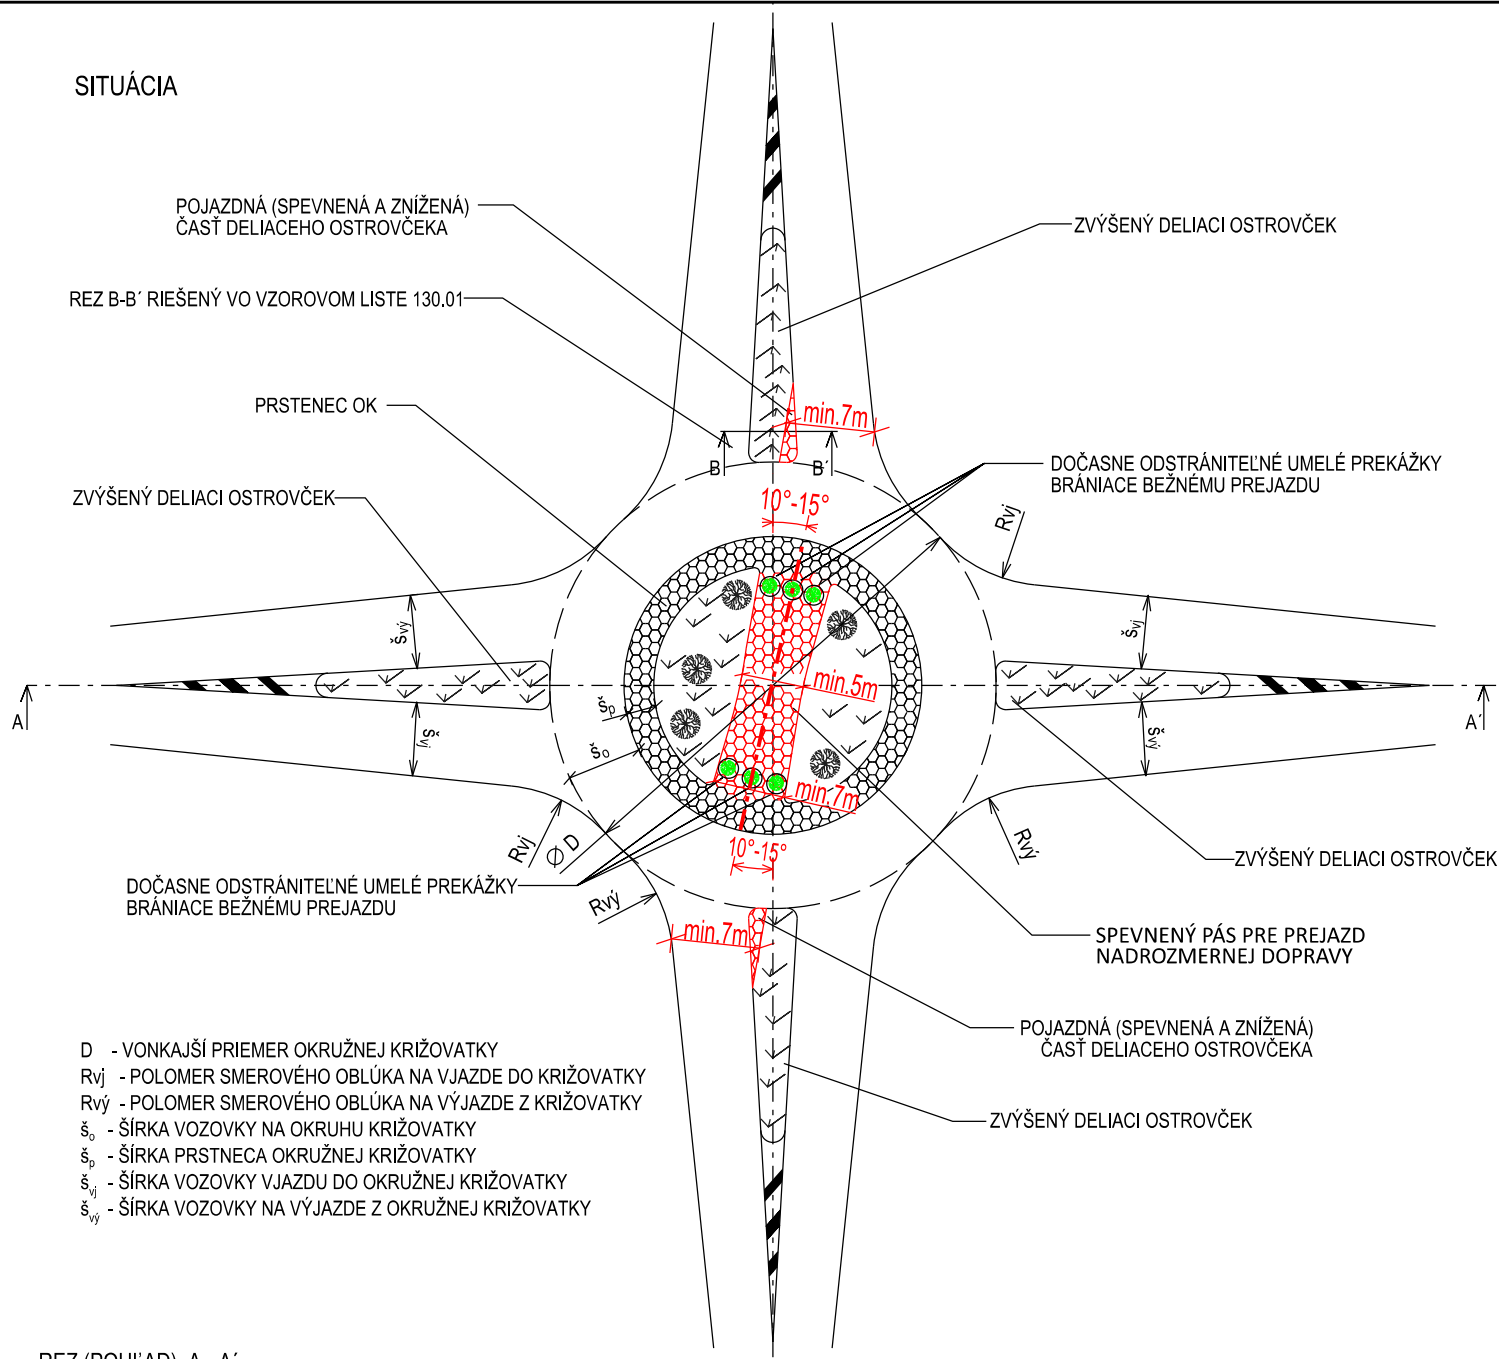 SITUÁCIA
POJAZDNÁ (SPEVNENÁ A ZNÍŽENÁ)
ČASŤ DELIACEHO OSTROVČEKA
ZVÝŠENÝ DELIACI OSTROVČEK
REZ B-B´ RIEŠENÝ VO VZOROVOM LISTE 130.01
PRSTENEC OK
min.7m
B
B´
DOČASNE ODSTRÁNITEĽNÉ UMELÉ PREKÁŽKY
BRÁNIACE BEŽNÉMU PREJAZDU
ZVÝŠENÝ DELIACI OSTROVČEK
10°-15°
Rvj
švý
švj
min.5m
šp
A
A´
švj
švý
šo
min.7m
Rvj
Ø D
10°-15°
Rvý
ZVÝŠENÝ DELIACI OSTROVČEK
DOČASNE ODSTRÁNITEĽNÉ UMELÉ PREKÁŽKY
BRÁNIACE BEŽNÉMU PREJAZDU
Rvý
min.7m
SPEVNENÝ PÁS PRE PREJAZD
NADROZMERNEJ DOPRAVY
POJAZDNÁ (SPEVNENÁ A ZNÍŽENÁ)
ČASŤ DELIACEHO OSTROVČEKA
D - VONKAJŠÍ PRIEMER OKRUŽNEJ KRIŽOVATKY
Rvj - POLOMER SMEROVÉHO OBLÚKA NA VJAZDE DO KRIŽOVATKY
Rvý - POLOMER SMEROVÉHO OBLÚKA NA VÝJAZDE Z KRIŽOVATKY
šo - ŠÍRKA VOZOVKY NA OKRUHU KRIŽOVATKY
šp - ŠÍRKA PRSTNECA OKRUŽNEJ KRIŽOVATKY
švj - ŠÍRKA VOZOVKY VJAZDU DO OKRUŽNEJ KRIŽOVATKY
švý - ŠÍRKA VOZOVKY NA VÝJAZDE Z OKRUŽNEJ KRIŽOVATKY
ZVÝŠENÝ DELIACI OSTROVČEK
REZ (POHĽAD) A - A´